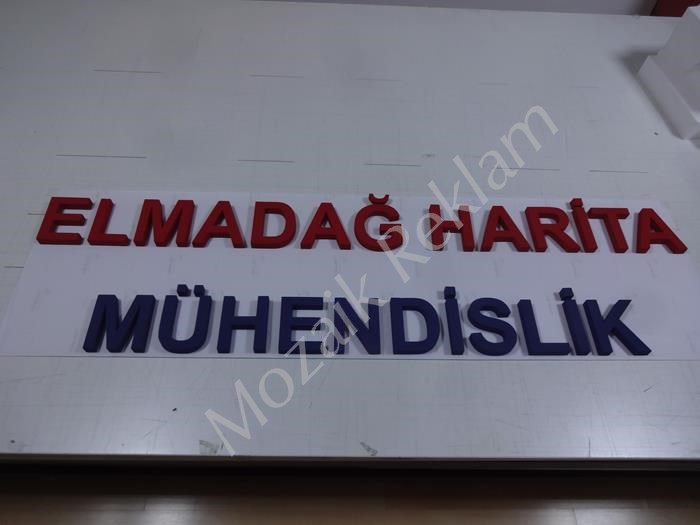 ELMADAĞ HARİTA
MÜHENDİSLİK
Mozaik Reklam